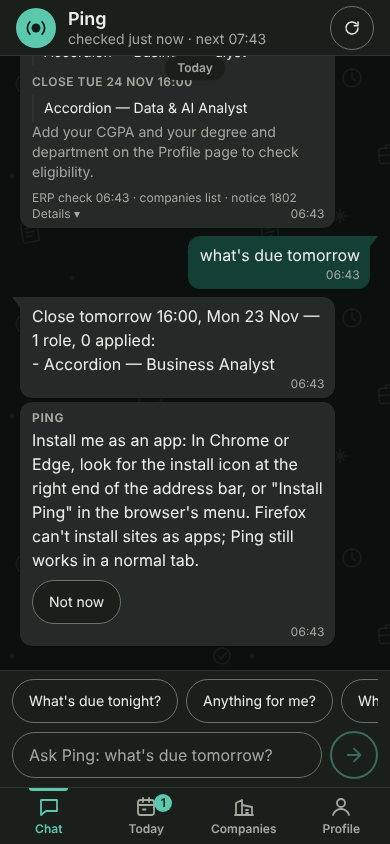 Ping
checked just now · next 07:43
Today
CLOSE TUE 24 NOV 16:00
Accordion — Data & AI Analyst
Add your CGPA and your degree and
department on the Profile page to check
eligibility.
ERP check 06:43 · companies list · notice 1802
Details ▾
06:43
what's due tomorrow
06:43
Close tomorrow 16:00, Mon 23 Nov —
1 role, 0 applied:
- Accordion — Business Analyst
06:43
PING
Install me as an app: In Chrome or
Edge, look for the install icon at the
right end of the address bar, or "Install
Ping" in the browser's menu. Firefox
can't install sites as apps; Ping still
works in a normal tab.
Not now
06:43
What's due tonight?
Anything for me?
Wh
Ask Ping: what's due tomorrow?
1
Chat
Today
Companies
Profile